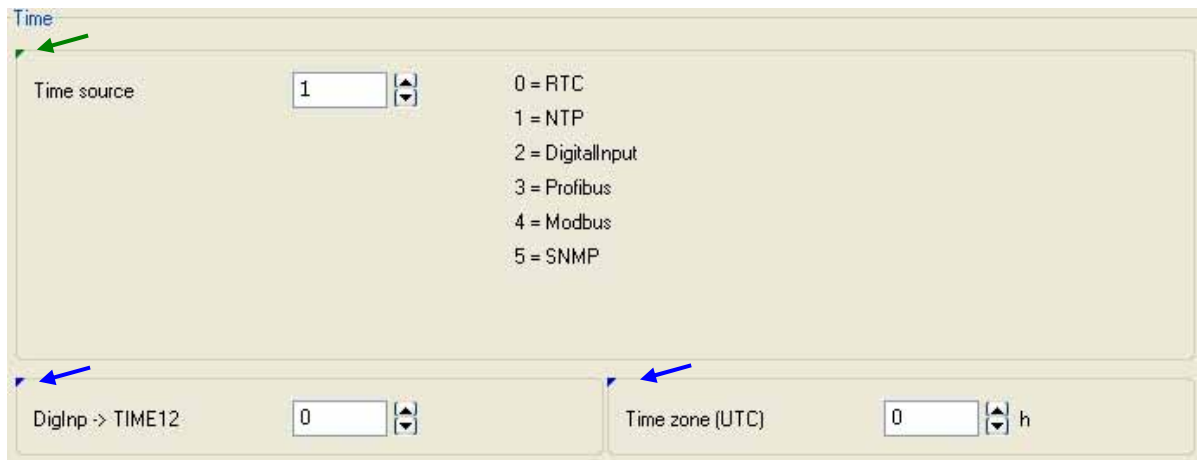 Time
Time source 1 0 = RTC
1 = NTP
2 = DigitalInput
3 = Profibus
4 = Modbus
5 = SNMP
DigInp -> TIME12 0 Time zone (UTC) 0 h